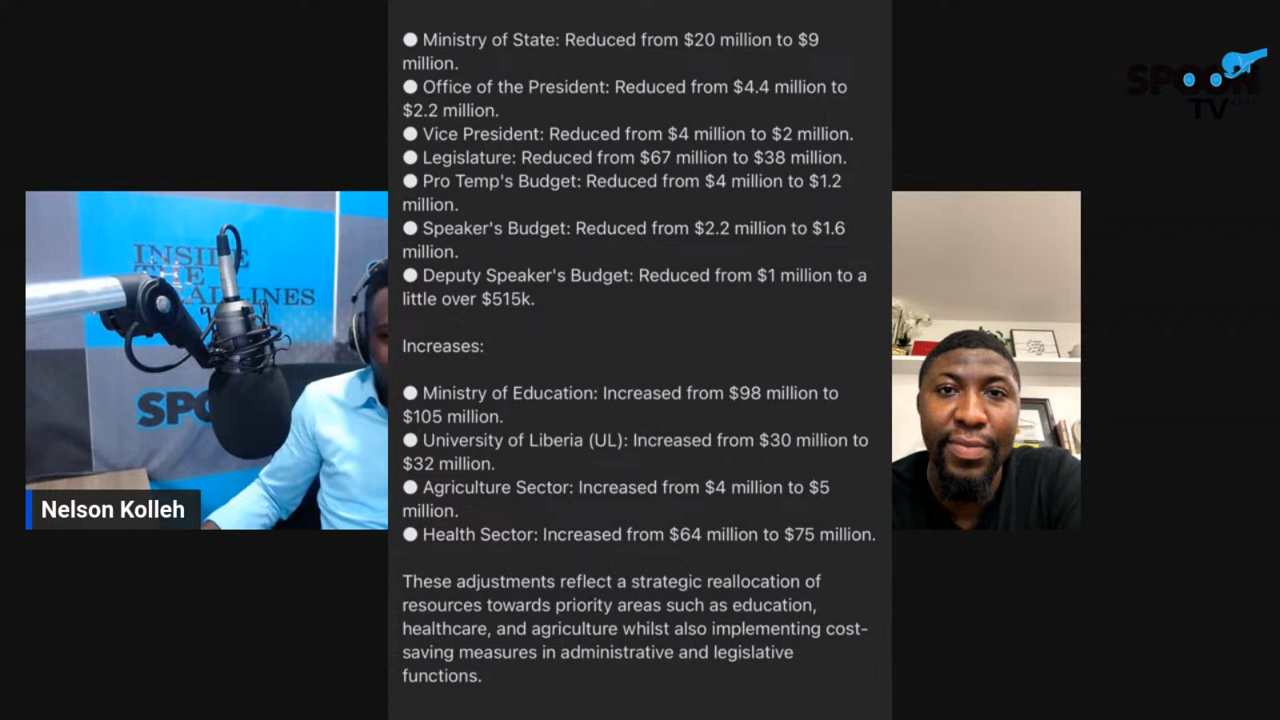 ● Ministry of State: Reduced from $20 million to $9
million.
● Office of the President: Reduced from $4.4 million to
$2.2 million.
● Vice President: Reduced from $4 million to $2 million.
● Legislature: Reduced from $67 million to $38 million.
● Pro Temp's Budget: Reduced from $4 million to $1.2
million.
● Speaker's Budget: Reduced from $2.2 million to $1.6
million.
● Deputy Speaker's Budget: Reduced from $1 million to a
little over $515k.
Increases:
● Ministry of Education: Increased from $98 million to
$105 million.
● University of Liberia (UL): Increased from $30 million to
$32 million.
● Agriculture Sector: Increased from $4 million to $5
million.
● Health Sector: Increased from $64 million to $75 million.
These adjustments reflect a strategic reallocation of
resources towards priority areas such as education,
healthcare, and agriculture whilst also implementing cost-
saving measures in administrative and legislative
functions.
INSIDE
THE
HEADLINES
SPO
Nelson Kolleh
SPOON
TV